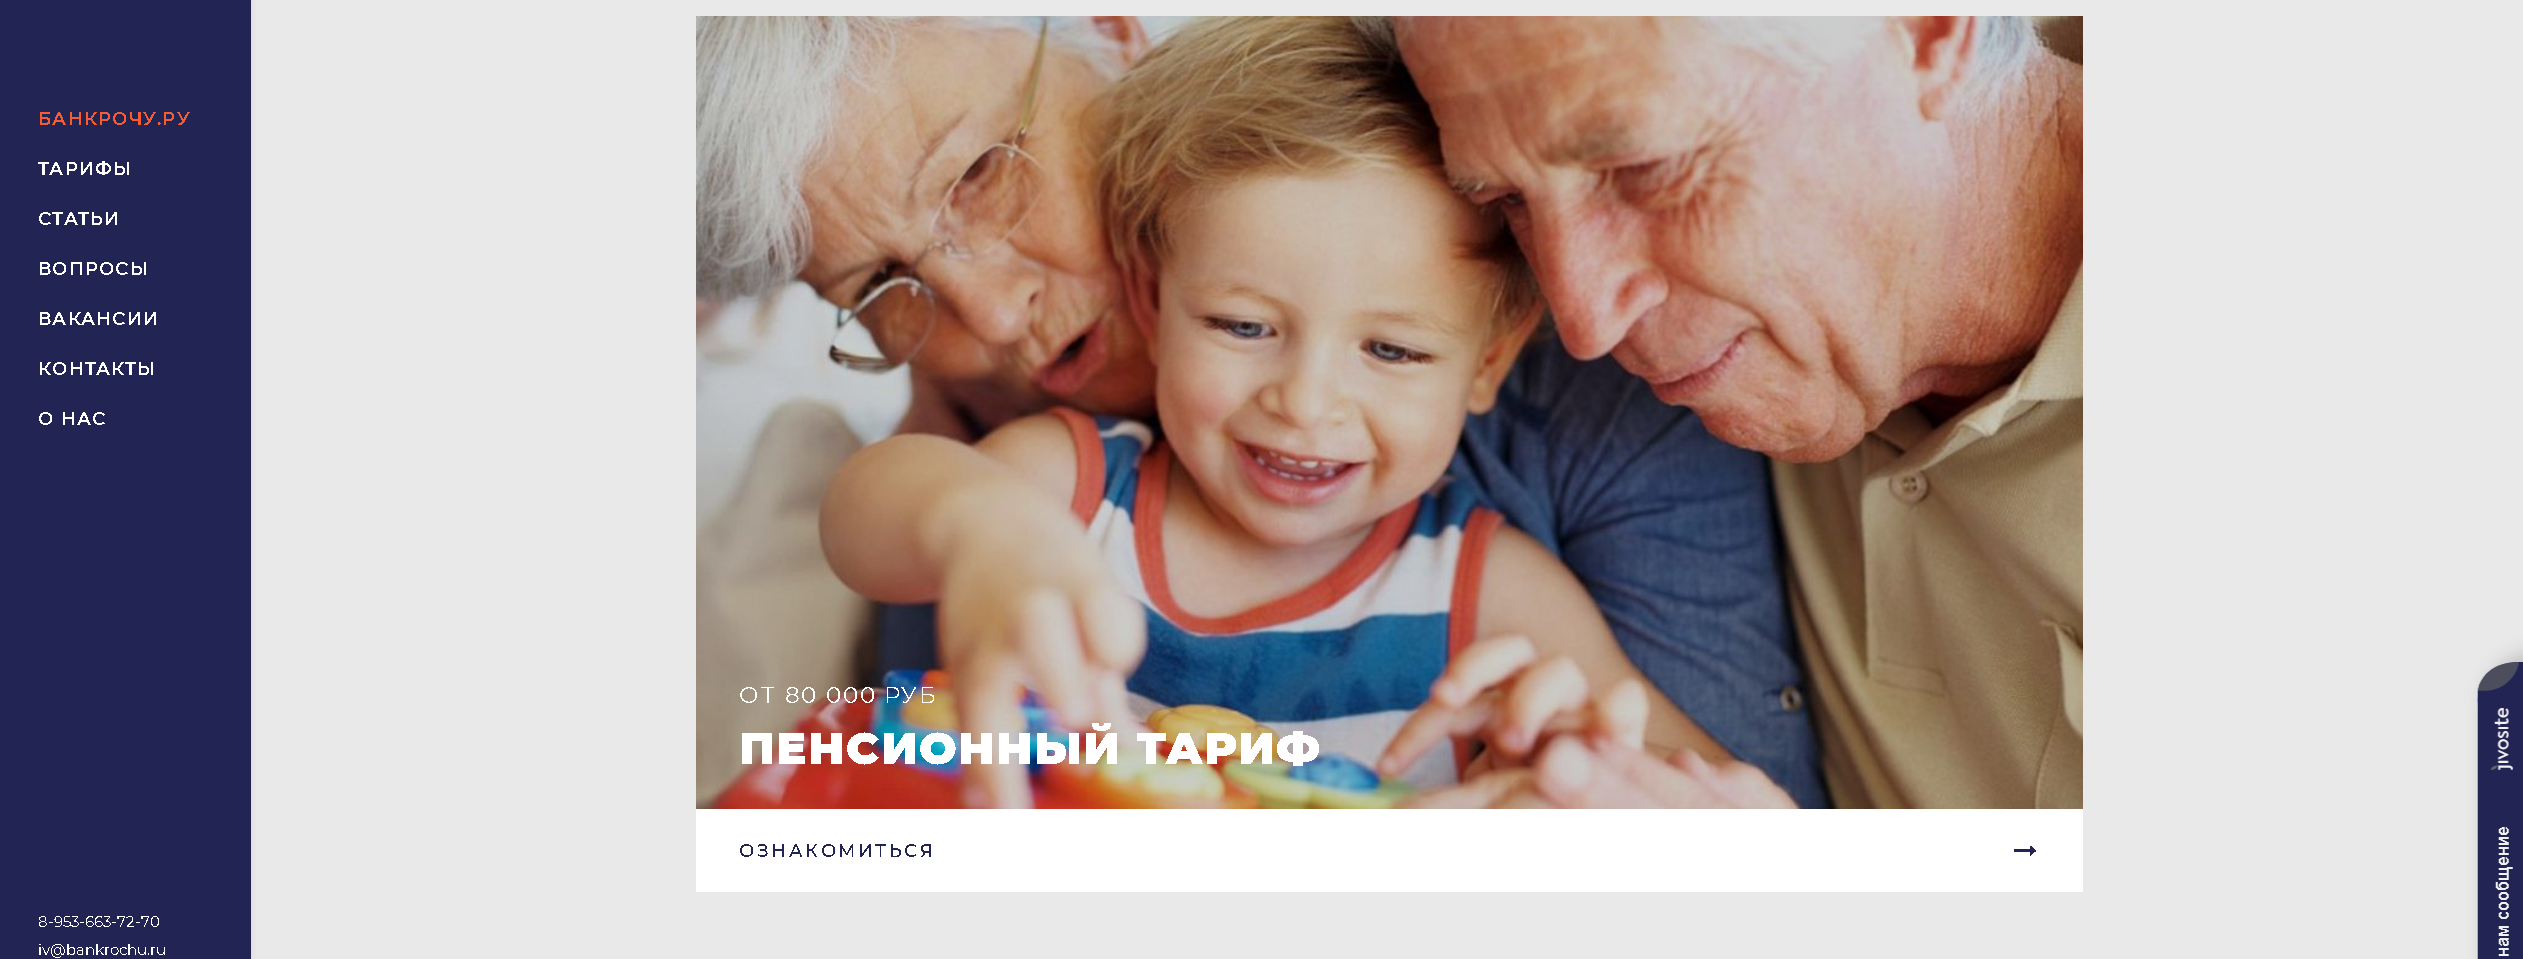 БАНКРОЧУ.РУ
ТАРИФЫ
СТАТЬИ
ВОПРОСЫ
ВАКАНСИИ
КОНТАКТЫ
О НАС
8-953-663-72-70
iv@bankrochu.ru
ОТ 80 000 РУБ
ПЕНСИОННЫЙ ТАРИФ
ОЗНАКОМИТЬСЯ
jivosite
нам сообщение